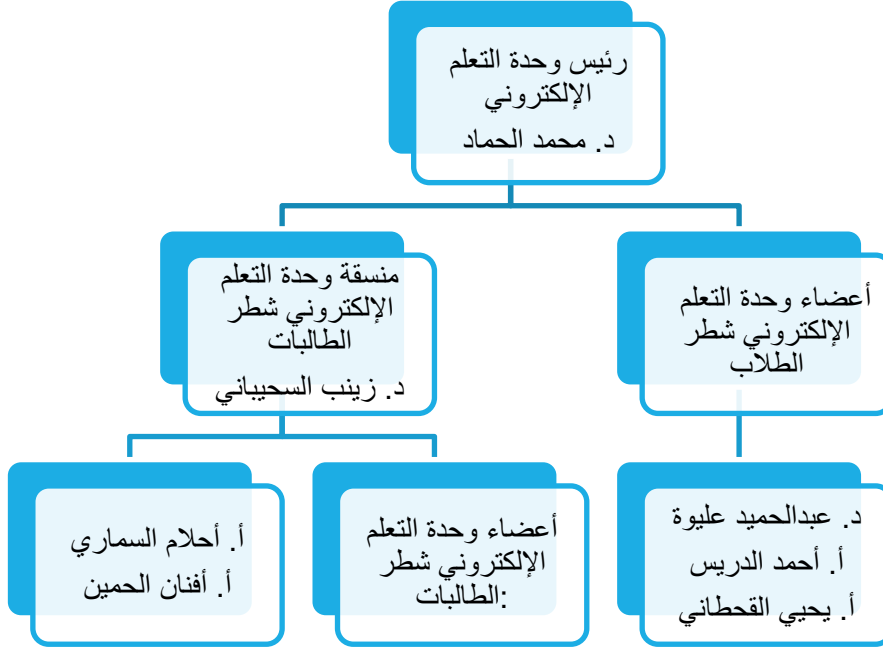 رئيس وحدة التعلم
الإلكتروني
د. محمد الحماد
أعضاء وحدة التعلم
الإلكتروني شطر
الطلاب
منسقة وحدة التعلم
الإلكتروني شطر
الطالبات
د. زينب السحيباني
د. عبدالحميد عليوة
أ. أحمد الدريس
أ. يحيي القحطاني
أعضاء وحدة التعلم
الإلكتروني شطر
الطالبات:
أ. أحلام السماري
أ. أفنان الحمين